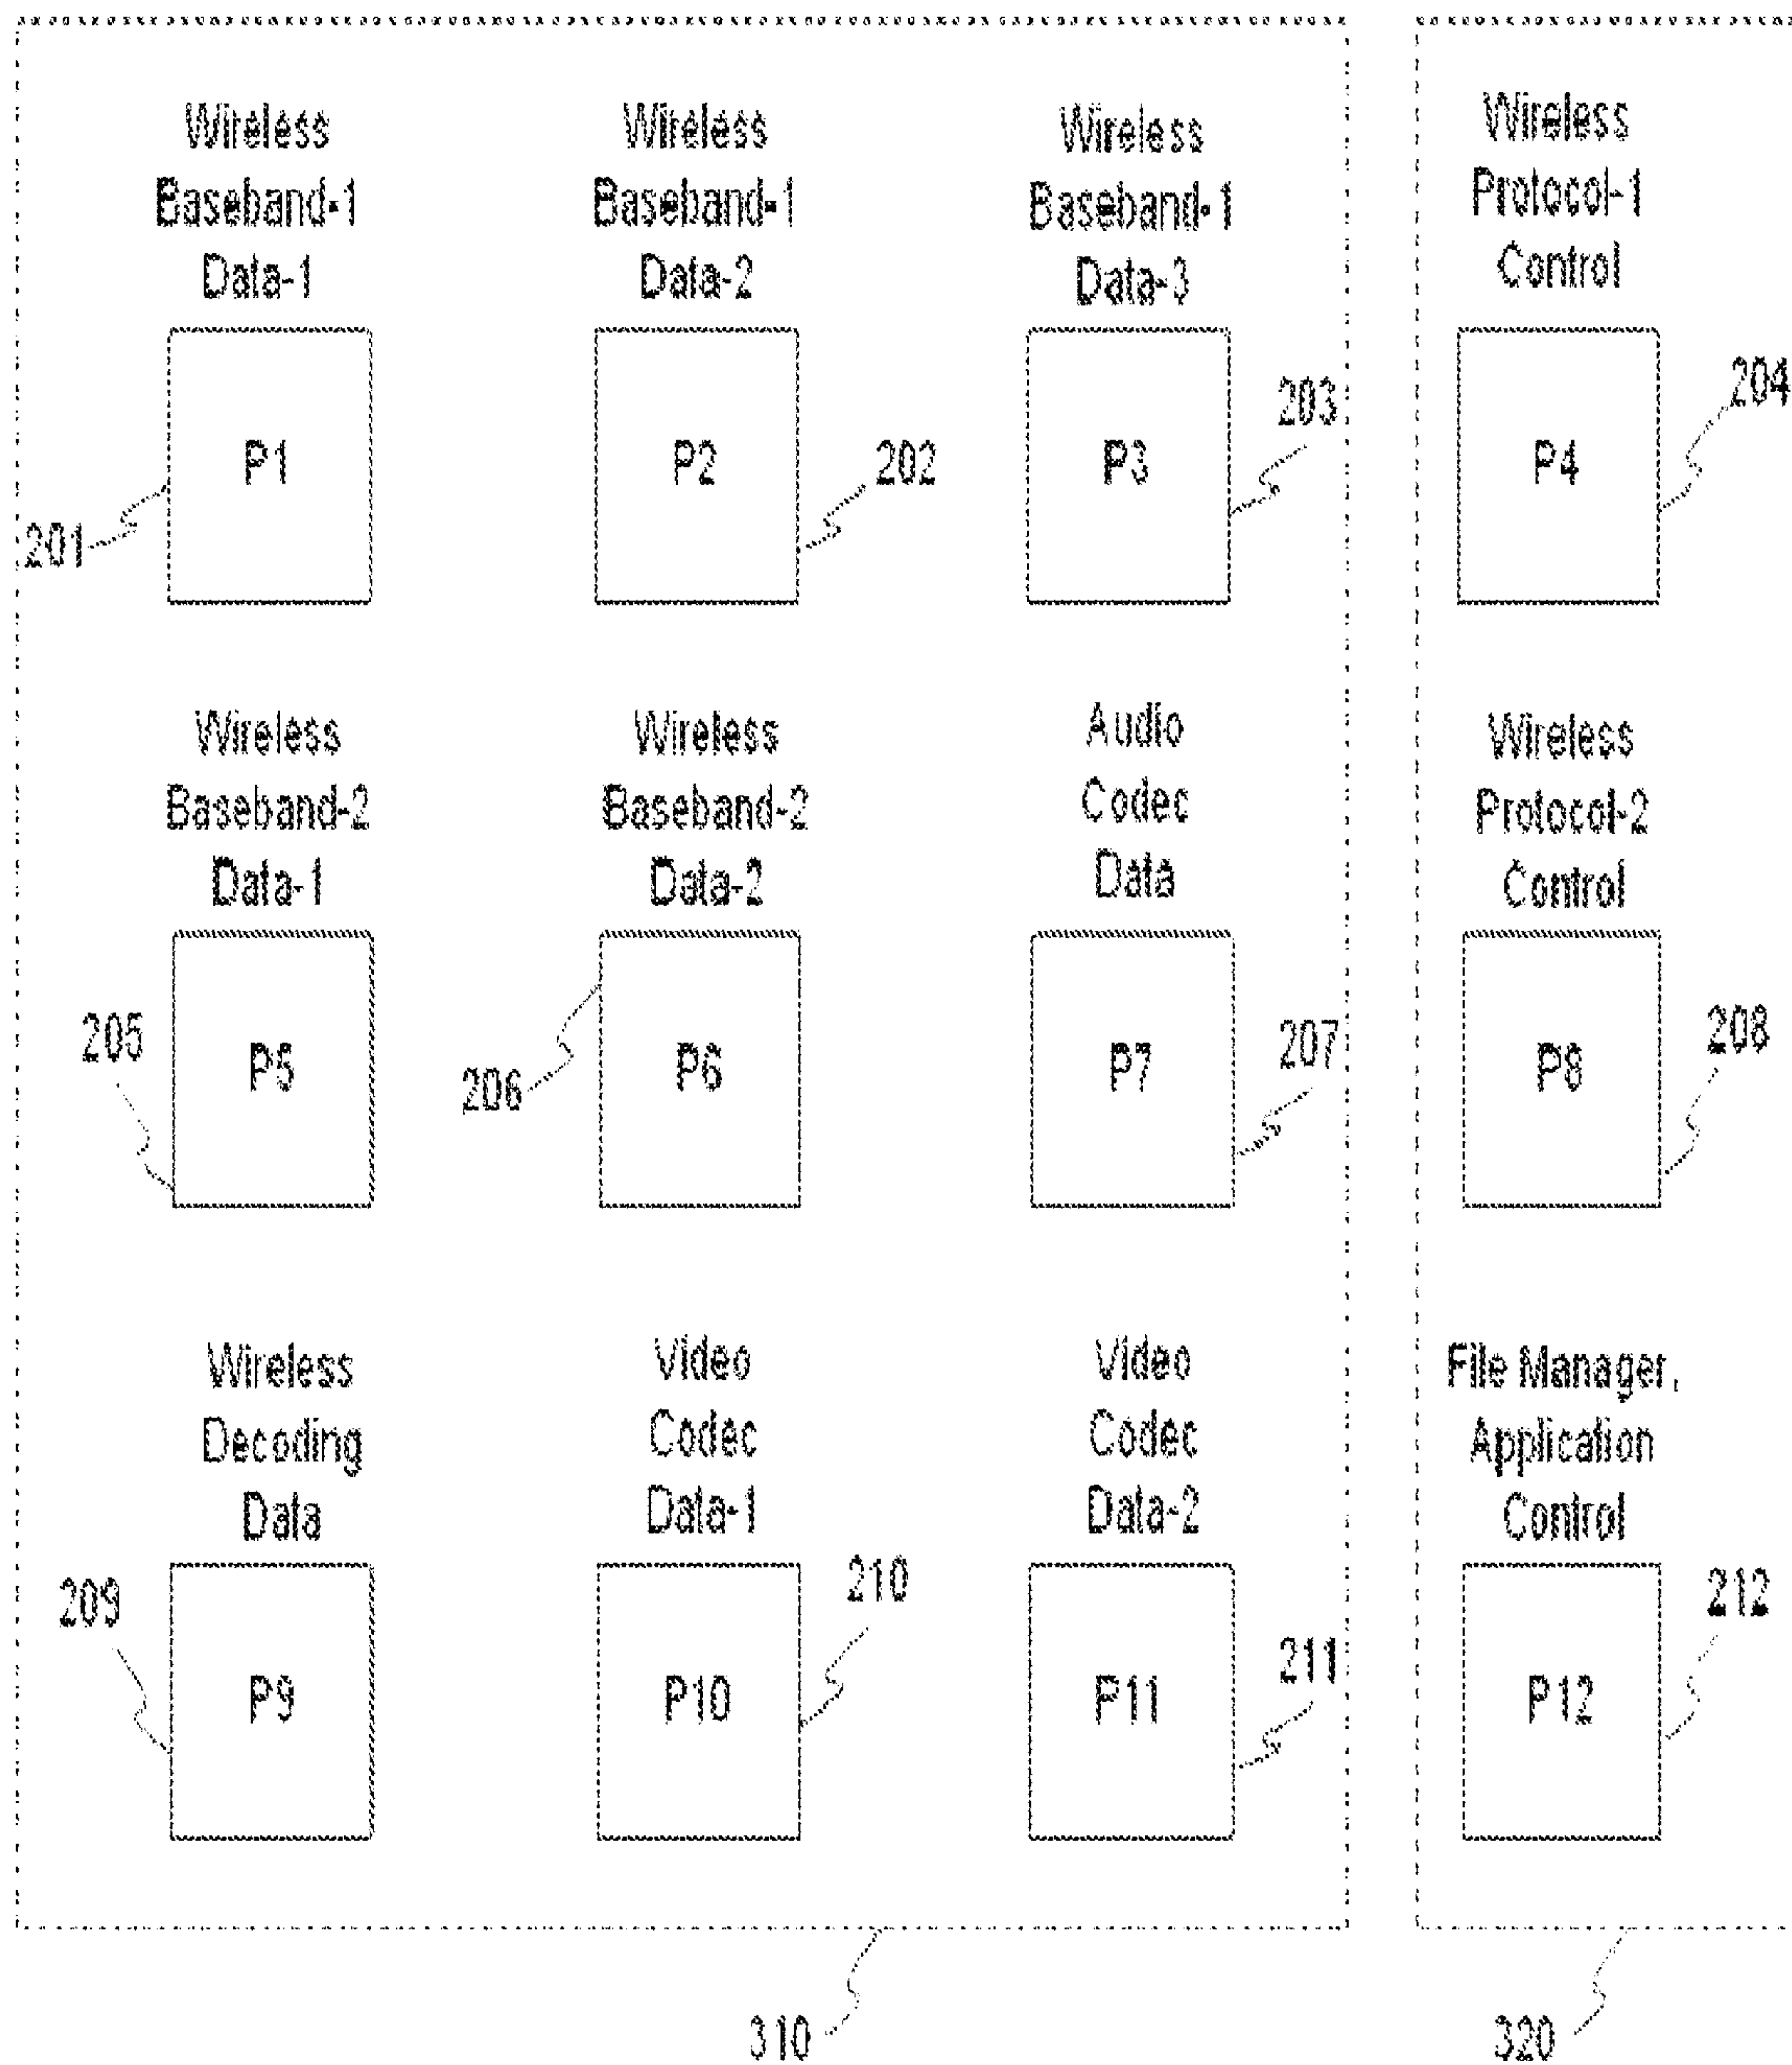 Wireless
Baseband-1
Data-1
Wireless
Baseband-1
Data-2
Wireless
Baseband-1
Data-3
Wireless
Protocol-1
Control
P1
201
P2
202
P3
203
P4
204
Wireless
Baseband-2
Data-1
Wireless
Baseband-2
Data-2
Audio
Codec
Data
Wireless
Protocol-2
Control
205
P5
206
P6
P7
207
P8
208
Wireless
Decoding
Data
Video
Codec
Data-1
Video
Codec
Data-2
File Manager,
Application
Control
209
P9
P10
210
P11
211
P12
212
310
320